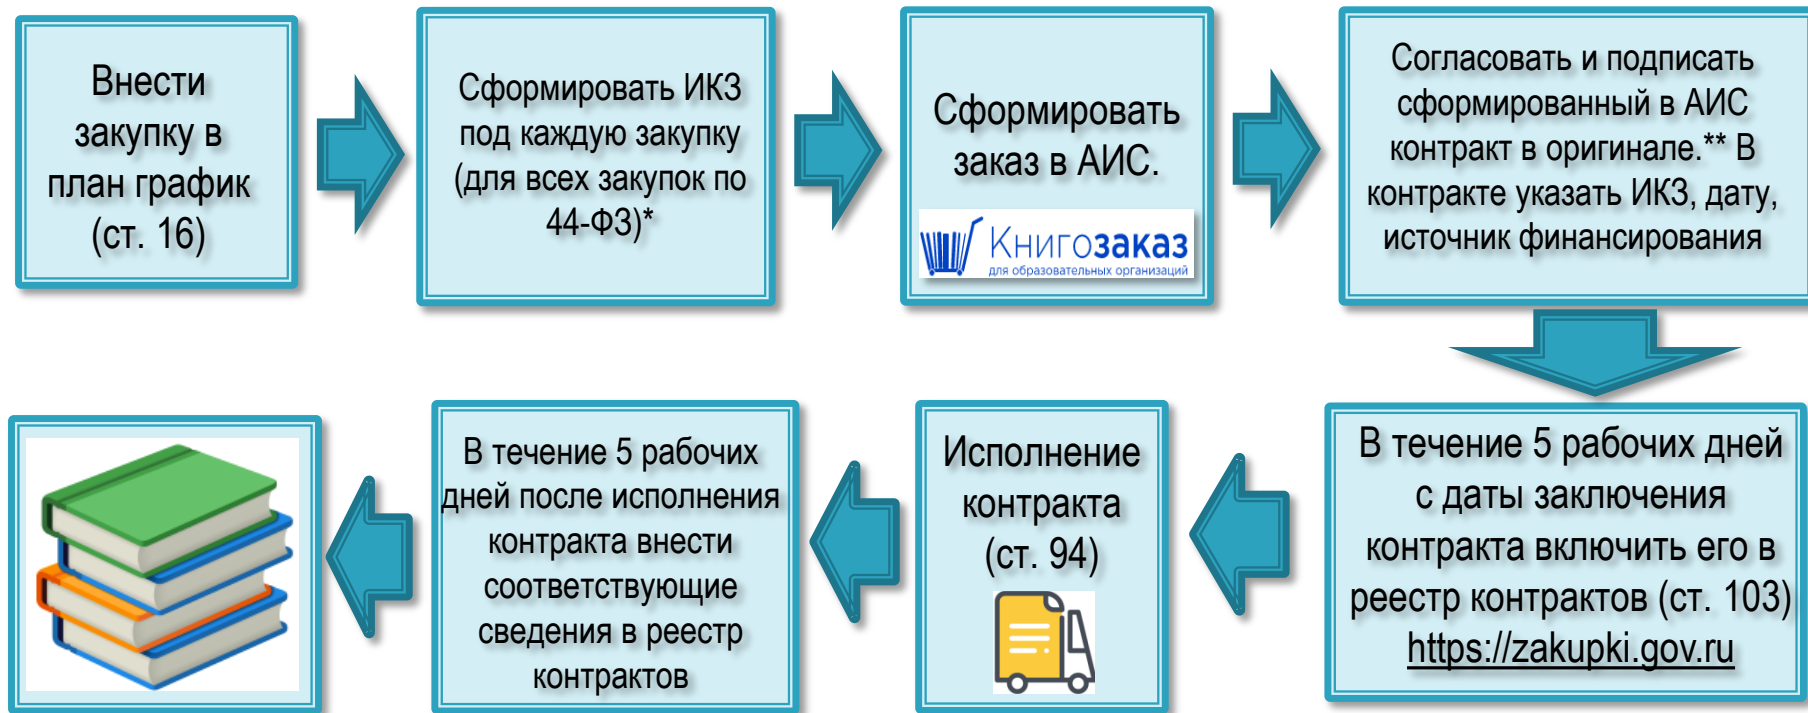 Внести
закупку в
план график
(ст. 16)
Сформировать ИКЗ
под каждую закупку
(для всех закупок по
44-ФЗ)*
Сформировать
заказ в АИС.
Книгозаказ
для образовательных организаций
Согласовать и подписать
сформированный в АИС
контракт в оригинале.** В
контракте указать ИКЗ, дату,
источник финансирования
В течение 5 рабочих дней
с даты заключения
контракта включить его в
реестр контрактов (ст. 103)
https://zakupki.gov.ru
Исполнение
контракта
(ст. 94)
В течение 5 рабочих
дней после исполнения
контракта внести
соответствующие
сведения в реестр
контрактов